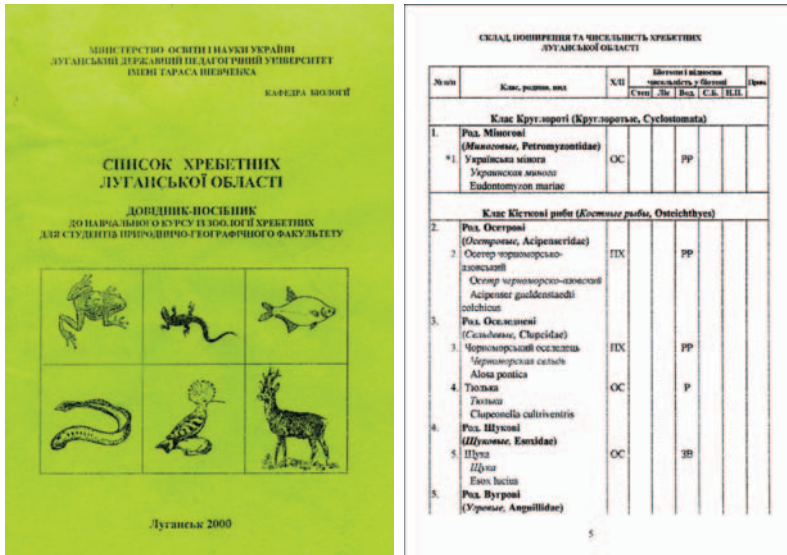 МІНІСТЕРСТВО ОСВІТИ І НАУКИ УКРАЇНИ
ЛУГАНСЬКИЙ ДЕРЖАВНИЙ ПЕДАГОГІЧНИЙ УНІВЕРСИТЕТ
ІМЕНІ ТАРАСА ШЕВЧЕНКА
КАФЕДРА БІОЛОГІЇ
СПИСОК ХРЕБЕТНИХ
ЛУГАНСЬКОЇ ОБЛАСТІ
ДОВІДНИК-ПОСІБНИК
ДО НАВЧАЛЬНОГО КУРСУ ІЗ ЗООЛОГІЇ ХРЕБЕТНИХ
ДЛЯ СТУДЕНТІВ ПРИРОДНИЧО-ГЕОГРАФІЧНОГО ФАКУЛЬТЕТУ
Луганськ 2000
СКЛАД, ПОШИРЕННЯ ТА ЧИСЕЛЬНІСТЬ ХРЕБЕТНИХ
ЛУГАНСЬКОЇ ОБЛАСТІ
№ п/п Клас, родина, вид Х/П Біотопи і відносна чисельність у біотопі Прим.
Степ Ліс Вод. С.Б. Н.П.
Клас Круглороті (Круглоротые, Cyclostomata)
1. Род. Міногові
(Миноговые, Petromyzontidae)
*1. Українська мінога ОС РР
Украинская минога
Eudontomyzon mariae
Клас Кісткові риби (Костные рыбы, Osteichthyes)
2. Род. Осетрові
(Осетровые, Acipenseridae)
2. Осетер чорноморсько- ПХ РР
азовський
Осетр черноморско-азовский
Acipenser gueldenstaedti
colchicus
3. Род. Оселедцеві
(Сельдевые, Clupeidae)
3. Чорноморський оселедець ПХ РР
Черноморская сельдь
Alosa pontica
4. Тюлька ОС Р
Тюлька
Clupeonella cultriventris
4. Род. Щукові
(Щуковые, Esoxidae)
5. Щука ОС ЗВ
Щука
Esox lucius
5. Род. Вугрові
(Угревые, Anguillidae)
5